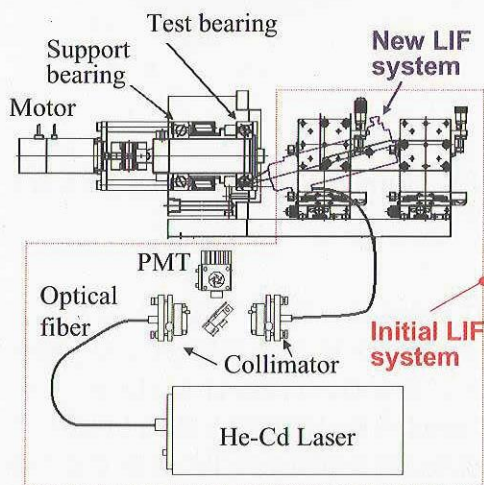 Test bearing
Support
bearing
Motor
New LIF
system
PMT
Optical
fiber
Collimator
Initial LIF
system
He-Cd Laser